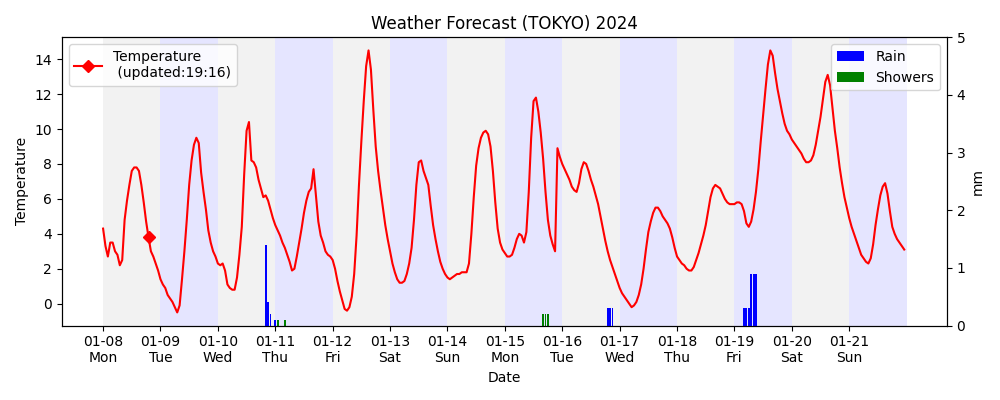 Weather Forecast (TOKYO) 2024
Temperature
(updated:19:16)
Rain
Showers
Temperature
14
12
10
8
6
4
2
0
5
4
3
2
1
0
mm
01-08 01-09 01-10 01-11 01-12 01-13 01-14 01-15 01-16 01-17 01-18 01-19 01-20 01-21
Mon Tue Wed Thu Fri Sat Sun Mon Tue Wed Thu Fri Sat Sun
Date